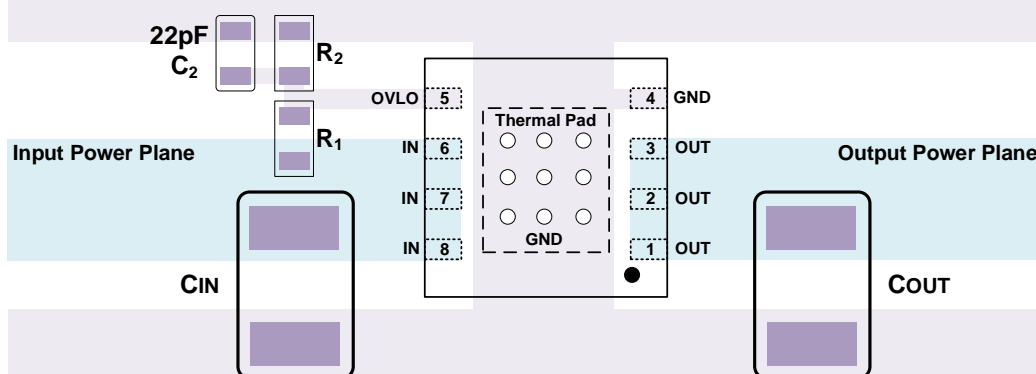 22pF
C2
R2
OVLO 5
4 GND
Thermal Pad
R1
Input Power Plane
IN 6
3 OUT
Output Power Plane
IN 7
2 OUT
GND
IN 8
1 OUT
CIN
COUT